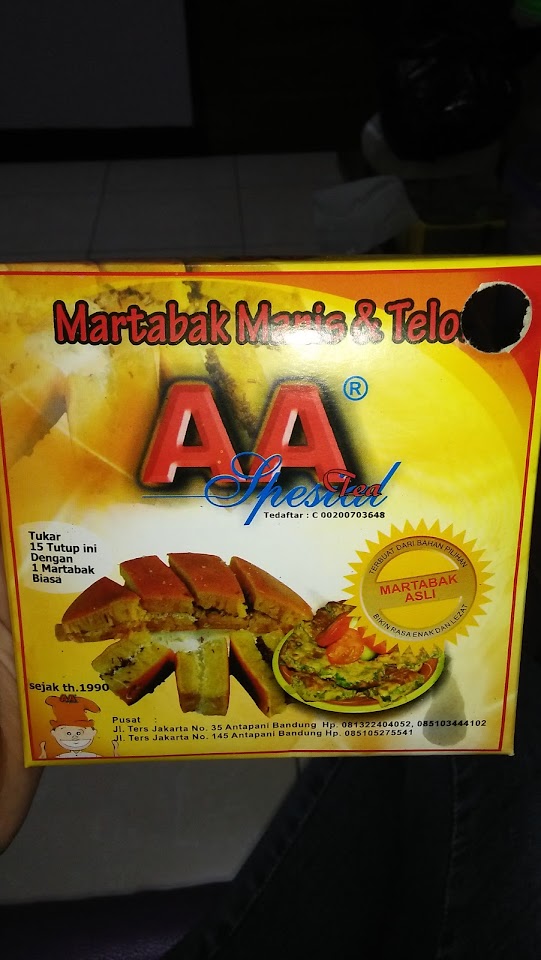 Martabak Manis & Telo
AA®
Spesial
Tea
Tedaftar : C 00200703648
Tukar
15 Tutup ini
Dengan
1 Martabak
Biasa
TERBUAT DARI BAHAN PILIHAN
MARTABAK
ASLI
BIKIN RASA ENAK DAN LEZAT
sejak th.1990
AA
Pusat :
Jl. Ters Jakarta No. 35 Antapani Bandung Hp. 081322404052, 085103444102
Jl. Ters Jakarta No. 145 Antapani Bandung Hp. 085105275541